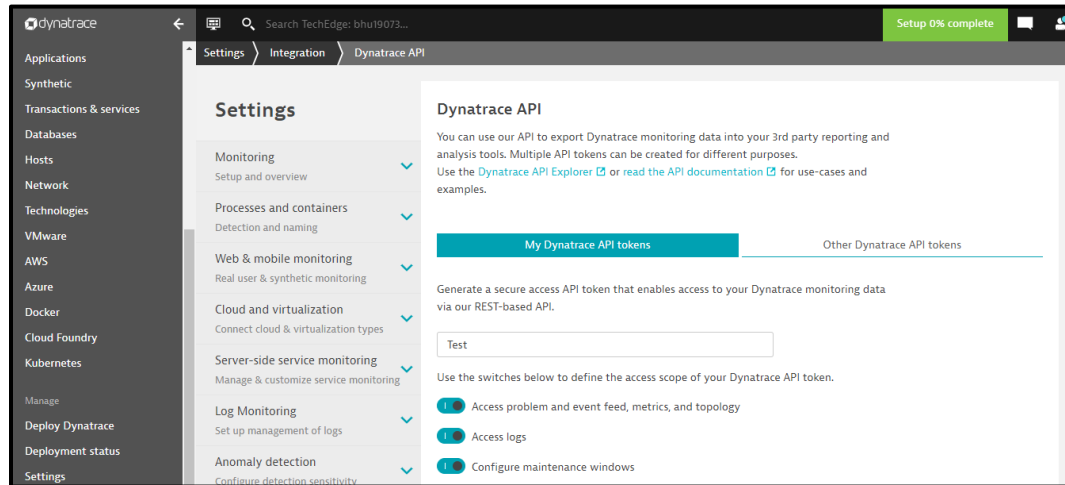 dynatrace
Search TechEdge: bhu19073...
Setup 0% complete
Settings
Integration
Dynatrace API
Applications
Synthetic
Transactions & services
Databases
Hosts
Network
Technologies
VMware
AWS
Azure
Docker
Cloud Foundry
Kubernetes
Manage
Deploy Dynatrace
Deployment status
Settings
Settings
Monitoring
Setup and overview
Processes and containers
Detection and naming
Web & mobile monitoring
Real user & synthetic monitoring
Cloud and virtualization
Connect cloud & virtualization types
Server-side service monitoring
Manage & customize service monitoring
Log Monitoring
Set up management of logs
Anomaly detection
Configure detection sensitivity
Dynatrace API
You can use our API to export Dynatrace monitoring data into your 3rd party reporting and
analysis tools. Multiple API tokens can be created for different purposes.
Use the Dynatrace API Explorer or read the API documentation for use-cases and
examples.
My Dynatrace API tokens
Other Dynatrace API tokens
Generate a secure access API token that enables access to your Dynatrace monitoring data
via our REST-based API.
Test
Use the switches below to define the access scope of your Dynatrace API token.
Access problem and event feed, metrics, and topology
Access logs
Configure maintenance windows